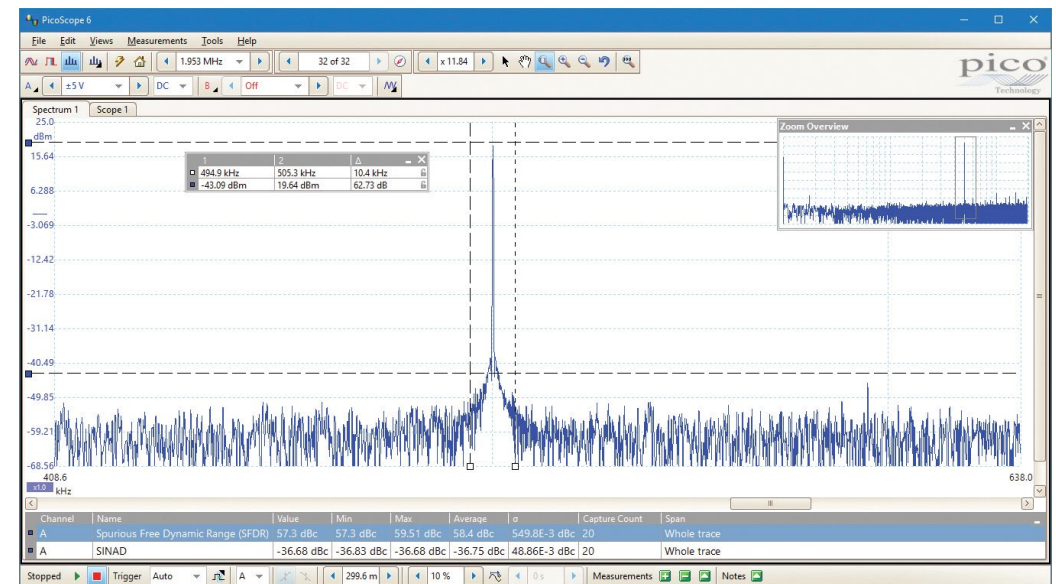 PicoScope 6
File Edit Views Measurements Tools Help
1.953 MHz 32 of 32 x 11.84
pico
Technology
A ±5 V DC B Off DC
Spectrum 1 Scope 1
25.0
dBm
15.64
6.288
-3.069
-12.42
-21.78
-31.14
-40.49
-49.85
-59.21
-68.56
1 2 Δ
494.9 kHz 505.3 kHz 10.4 kHz
-43.09 dBm 19.64 dBm 62.73 dB
Zoom Overview
408.6 638.0
x1.0 kHz
Channel Name Value Min Max Average σ Capture Count Span
A Spurious Free Dynamic Range (SFDR) 57.3 dBc 57.3 dBc 59.51 dBc 58.4 dBc 549.8E-3 dBc 20 Whole trace
A SINAD -36.68 dBc -36.83 dBc -36.68 dBc -36.75 dBc 48.86E-3 dBc 20 Whole trace
Stopped Trigger Auto A 299.6 m 10 % 0 s Measurements Notes